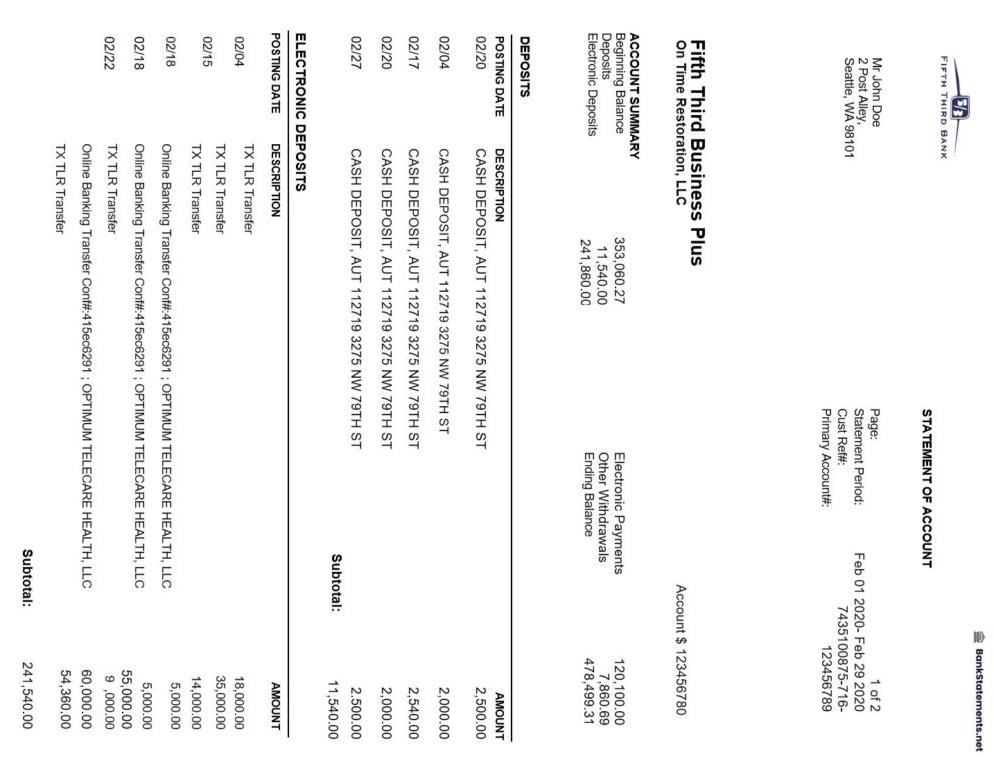 BankStatements.net
FIFTH THIRD BANK
STATEMENT OF ACCOUNT
Mr John Doe
2 Post Alley,
Seattle, WA 98101
Page: 1 of 2
Statement Period: Feb 01 2020- Feb 29 2020
Cust Ref#: 7435100875-716-
Primary Account#: 123456789
Fifth Third Business Plus
On Time Restoration, LLC Account $ 123456780
ACCOUNT SUMMARY
Beginning Balance 353,060.27 Electronic Payments 120,100.00
Deposits 11,540.00 Other Withdrawals 7,860.69
Electronic Deposits 241,860.00 Ending Balance 478,499.31
DEPOSITS
POSTING DATE DESCRIPTION AMOUNT
02/20 CASH DEPOSIT, AUT 112719 3275 NW 79TH ST 2,500.00
02/04 CASH DEPOSIT, AUT 112719 3275 NW 79TH ST 2,000.00
02/17 CASH DEPOSIT, AUT 112719 3275 NW 79TH ST 2,540.00
02/20 CASH DEPOSIT, AUT 112719 3275 NW 79TH ST 2,000.00
02/27 CASH DEPOSIT, AUT 112719 3275 NW 79TH ST 2.500.00
Subtotal: 11,540.00
ELECTRONIC DEPOSITS
POSTING DATE DESCRIPTION AMOUNT
02/04 TX TLR Transfer 18,000.00
TX TLR Transfer 35,000.00
02/15 TX TLR Transfer 14,000.00
02/18 Online Banking Transfer Conf#:415ec6291 ; OPTIMUM TELECARE HEALTH, LLC 5,000.00
02/18 Online Banking Transfer Conf#:415ec6291 ; OPTIMUM TELECARE HEALTH, LLC 5,000.00
55,000.00
02/22 TX TLR Transfer 9 ,000.00
Online Banking Transfer Conf#:415ec6291 ; OPTIMUM TELECARE HEALTH, LLC 60,000.00
TX TLR Transfer 54,360.00
Subtotal: 241,540.00